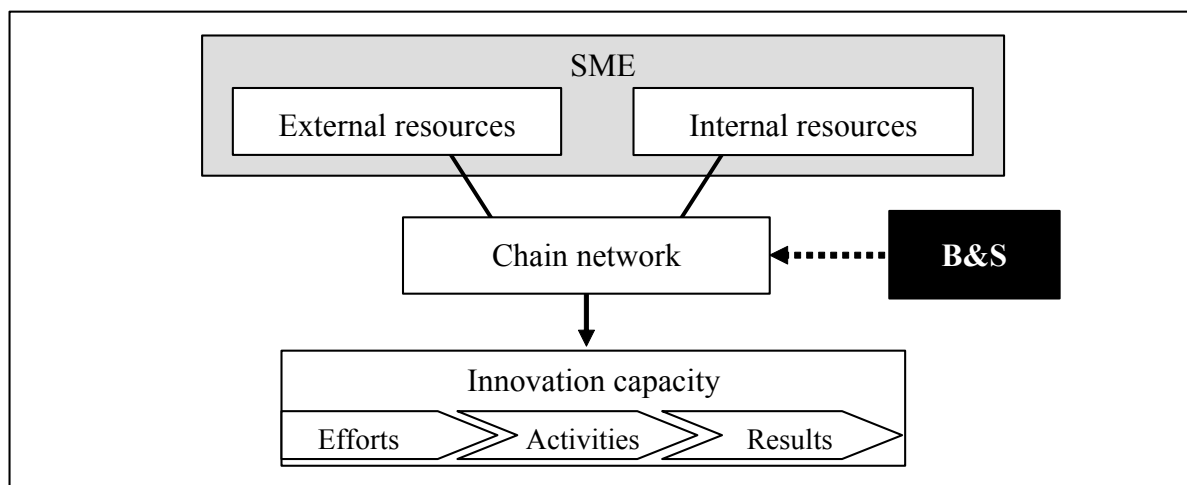 SME
External resources
Internal resources
Chain network
B&S
Innovation capacity
Efforts
Activities
Results